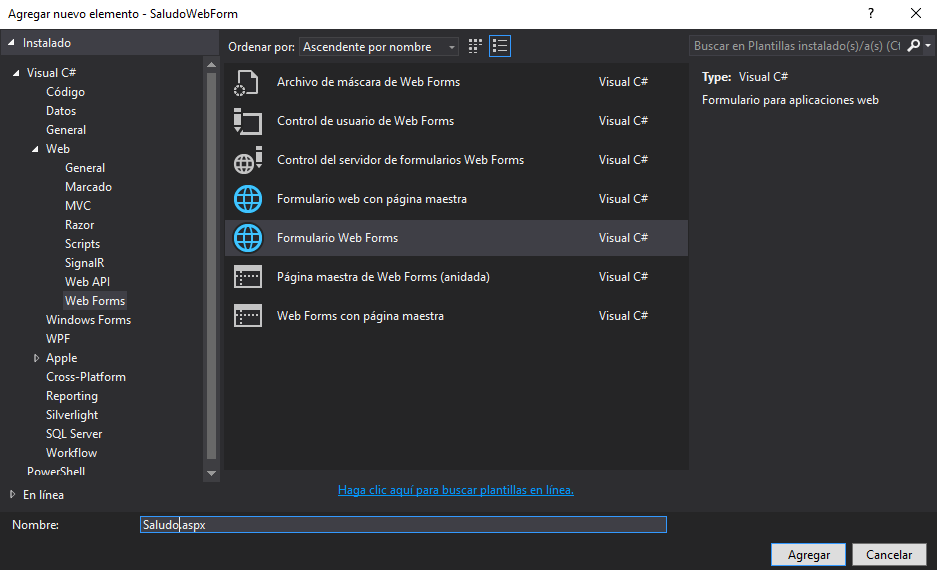 Agregar nuevo elemento - SaludoWebForm
Instalado
Visual C#
Código
Datos
General
Web
General
Marcado
MVC
Razor
Scripts
SignalR
Web API
Web Forms
Windows Forms
WPF
Apple
Cross-Platform
Reporting
Silverlight
SQL Server
Workflow
PowerShell
En línea
Ordenar por: Ascendente por nombre
Archivo de máscara de Web Forms Visual C#
Control de usuario de Web Forms Visual C#
Control del servidor de formularios Web Forms Visual C#
Formulario web con página maestra Visual C#
Formulario Web Forms Visual C#
Página maestra de Web Forms (anidada) Visual C#
Web Forms con página maestra Visual C#
Haga clic aquí para buscar plantillas en línea.
Buscar en Plantillas instalado(s)/a(s) (Ct
Type: Visual C#
Formulario para aplicaciones web
Nombre: Saludo.aspx
Agregar Cancelar